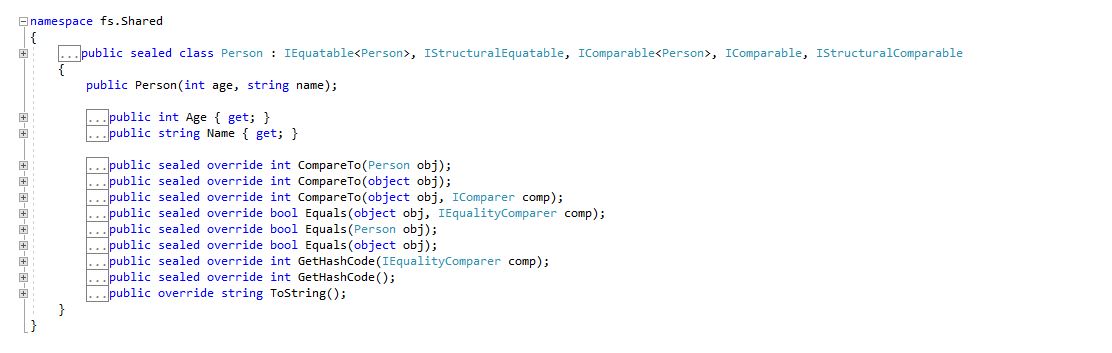 namespace fs.Shared
{
...public sealed class Person : IEquatable<Person>, IStructuralEquatable, IComparable<Person>, IComparable, IStructuralComparable
{
public Person(int age, string name);
...public int Age { get; }
...public string Name { get; }
...public sealed override int CompareTo(Person obj);
...public sealed override int CompareTo(object obj);
...public sealed override int CompareTo(object obj, IComparer comp);
...public sealed override bool Equals(object obj, IEqualityComparer comp);
...public sealed override bool Equals(Person obj);
...public sealed override bool Equals(object obj);
...public sealed override int GetHashCode(IEqualityComparer comp);
...public sealed override int GetHashCode();
...public override string ToString();
}
}